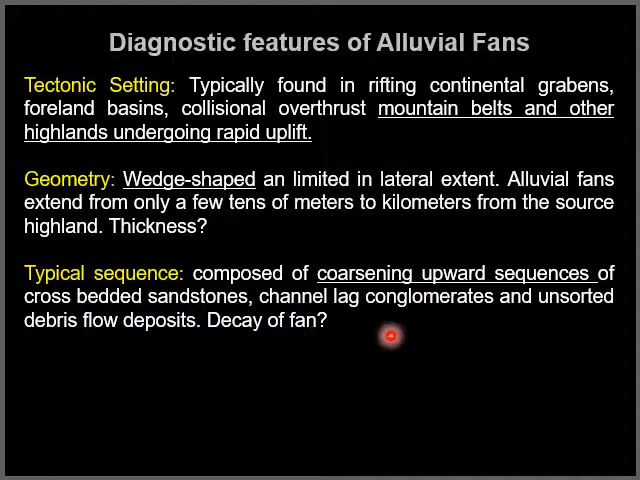 Diagnostic features of Alluvial Fans
Tectonic Setting: Typically found in rifting continental grabens,
foreland basins, collisional overthrust mountain belts and other
highlands undergoing rapid uplift.
Geometry: Wedge-shaped an limited in lateral extent. Alluvial fans
extend from only a few tens of meters to kilometers from the source
highland. Thickness?
Typical sequence: composed of coarsening upward sequences of
cross bedded sandstones, channel lag conglomerates and unsorted
debris flow deposits. Decay of fan?